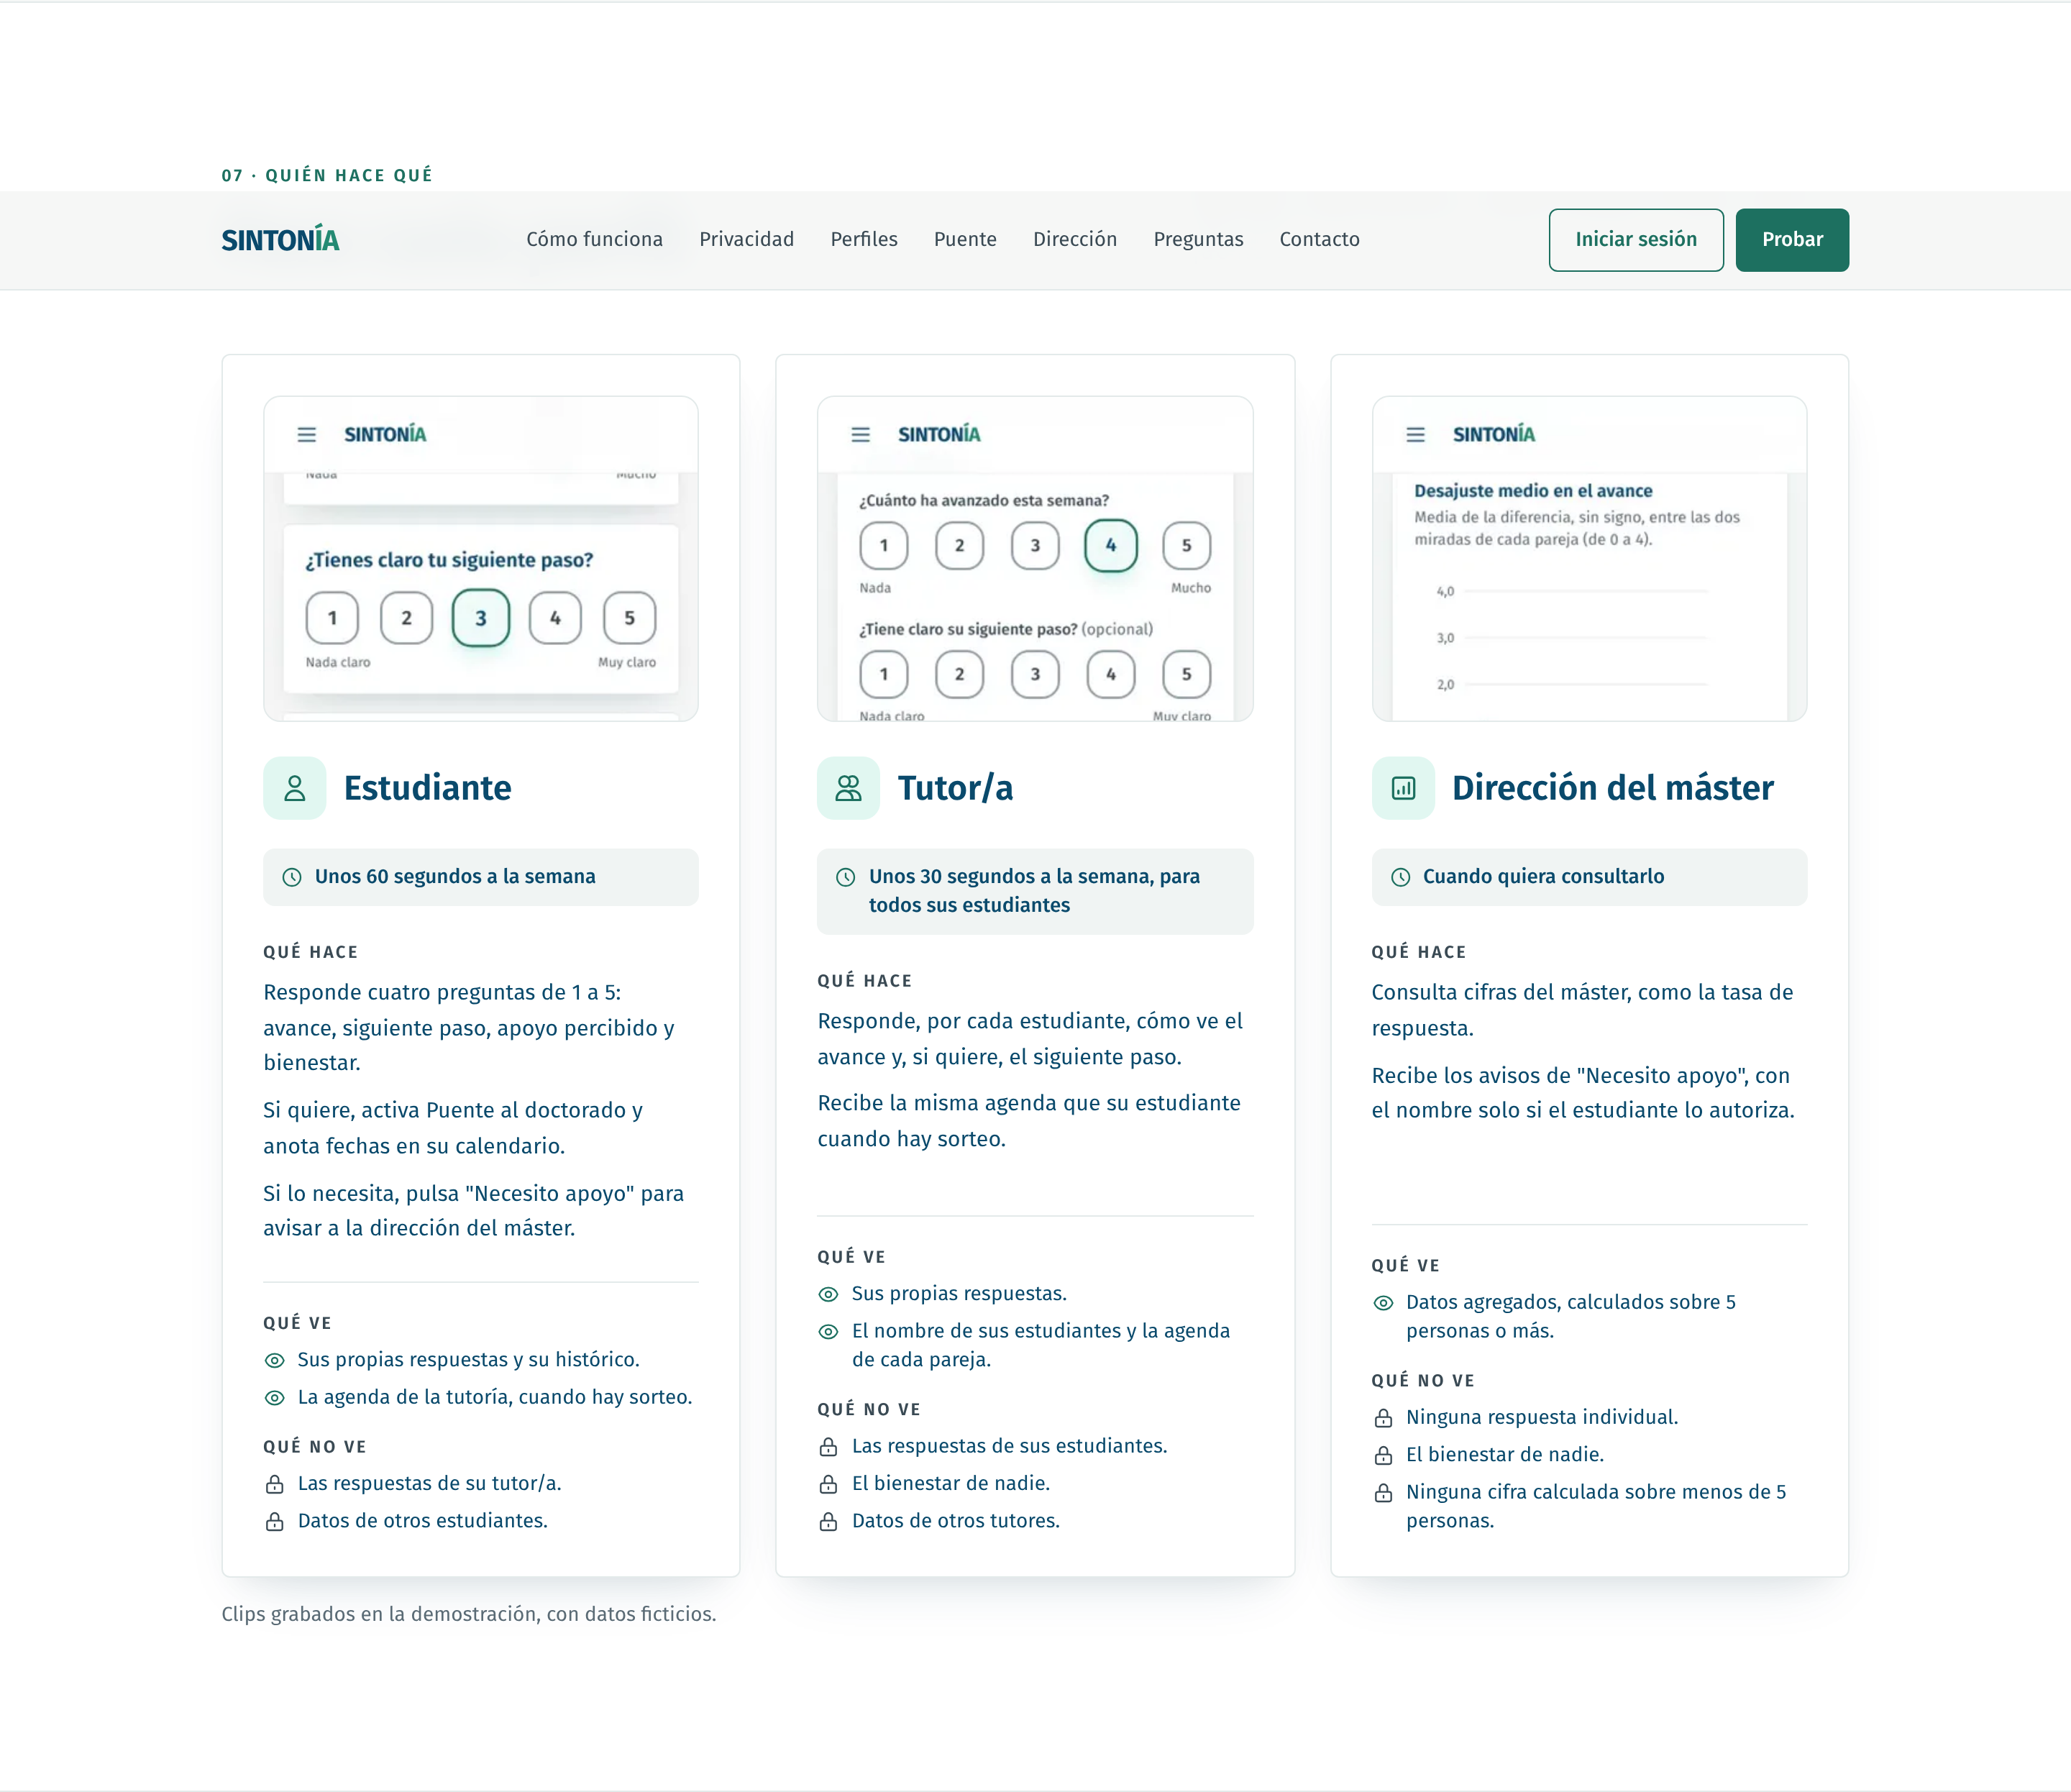 07 · QUIÉN HACE QUÉ
SINTONÍA
Cómo funciona
Privacidad
Perfiles
Puente
Dirección
Preguntas
Contacto
Iniciar sesión
Probar
SINTONÍA
Nada Mucho
¿Tienes claro tu siguiente paso?
1 2 3 4 5
Nada claro Muy claro
Estudiante
Unos 60 segundos a la semana
QUÉ HACE
Responde cuatro preguntas de 1 a 5:
avance, siguiente paso, apoyo percibido y
bienestar.
Si quiere, activa Puente al doctorado y
anota fechas en su calendario.
Si lo necesita, pulsa "Necesito apoyo" para
avisar a la dirección del máster.
QUÉ VE
Sus propias respuestas y su histórico.
La agenda de la tutoría, cuando hay sorteo.
QUÉ NO VE
Las respuestas de su tutor/a.
Datos de otros estudiantes.
SINTONÍA
¿Cuánto ha avanzado esta semana?
1 2 3 4 5
Nada Mucho
¿Tiene claro su siguiente paso? (opcional)
1 2 3 4 5
Nada claro Muy claro
Tutor/a
Unos 30 segundos a la semana, para
todos sus estudiantes
QUÉ HACE
Responde, por cada estudiante, cómo ve el
avance y, si quiere, el siguiente paso.
Recibe la misma agenda que su estudiante
cuando hay sorteo.
QUÉ VE
Sus propias respuestas.
El nombre de sus estudiantes y la agenda
de cada pareja.
QUÉ NO VE
Las respuestas de sus estudiantes.
El bienestar de nadie.
Datos de otros tutores.
SINTONÍA
Desajuste medio en el avance
Media de la diferencia, sin signo, entre las dos
miradas de cada pareja (de 0 a 4).
4,0
3,0
2,0
Dirección del máster
Cuando quiera consultarlo
QUÉ HACE
Consulta cifras del máster, como la tasa de
respuesta.
Recibe los avisos de "Necesito apoyo", con
el nombre solo si el estudiante lo autoriza.
QUÉ VE
Datos agregados, calculados sobre 5
personas o más.
QUÉ NO VE
Ninguna respuesta individual.
El bienestar de nadie.
Ninguna cifra calculada sobre menos de 5
personas.
Clips grabados en la demostración, con datos ficticios.